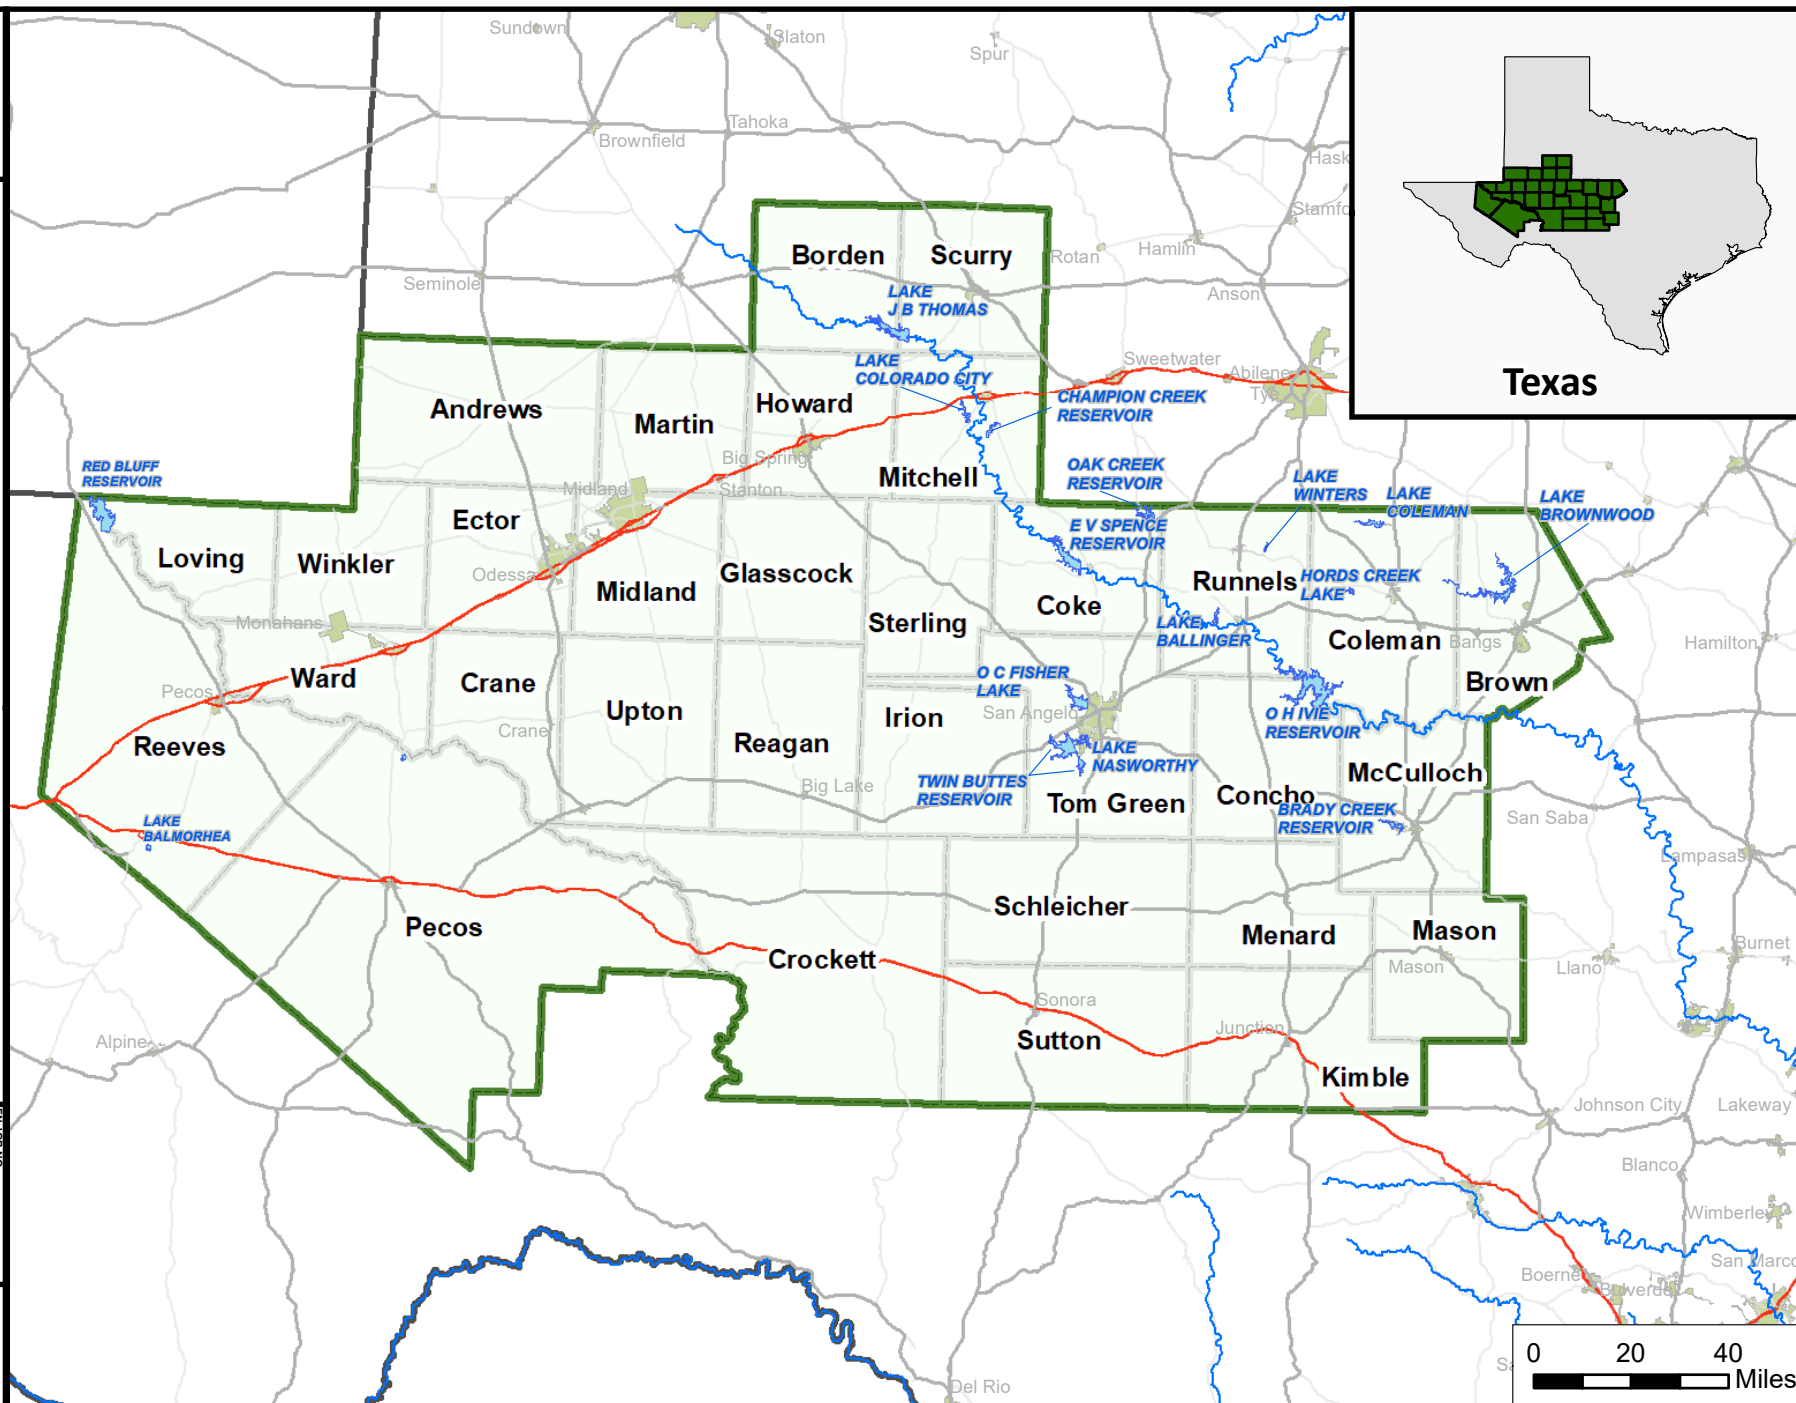 Sundown
Slaton
Spur
Tahoka
Brownfield
Hask
Stamfo
Hamlin
Rotan
Borden
Scurry
Seminole
Anson
LAKE
J B THOMAS
Texas
LAKE
COLORADO CITY
Sweetwater
Abilene
Tye
Andrews
Martin
Howard
CHAMPION CREEK
RESERVOIR
Big Spring
Mitchell
RED BLUFF
RESERVOIR
Midland
Stanton
OAK CREEK
RESERVOIR
LAKE
WINTERS
LAKE
COLEMAN
LAKE
BROWNWOOD
Ector
E V SPENCE
RESERVOIR
Loving
Winkler
Odessa
Midland
Glasscock
Runnels
HORDS CREEK
LAKE
Coke
Monahans
Sterling
LAKE
BALLINGER
Coleman
Bangs
Hamilton
Pecos
Ward
Crane
O C FISHER
LAKE
Brown
San Angelo
Upton
Irion
O H IVIE
RESERVOIR
Crane
Reeves
Reagan
LAKE
NASWORTHY
McCulloch
Big Lake
TWIN BUTTES
RESERVOIR
Tom Green
Concho
BRADY CREEK
RESERVOIR
San Saba
LAKE
BALMORHEA
Lampasas
Schleicher
Pecos
Menard
Mason
Burnet
Crockett
Mason
Llano
Sonora
Junction
Sutton
Alpine
Kimble
Johnson City
Lakeway
Blanco
Wimberley
San Marco
Boerne
Bulverde
Del Rio
0 20 40
Miles